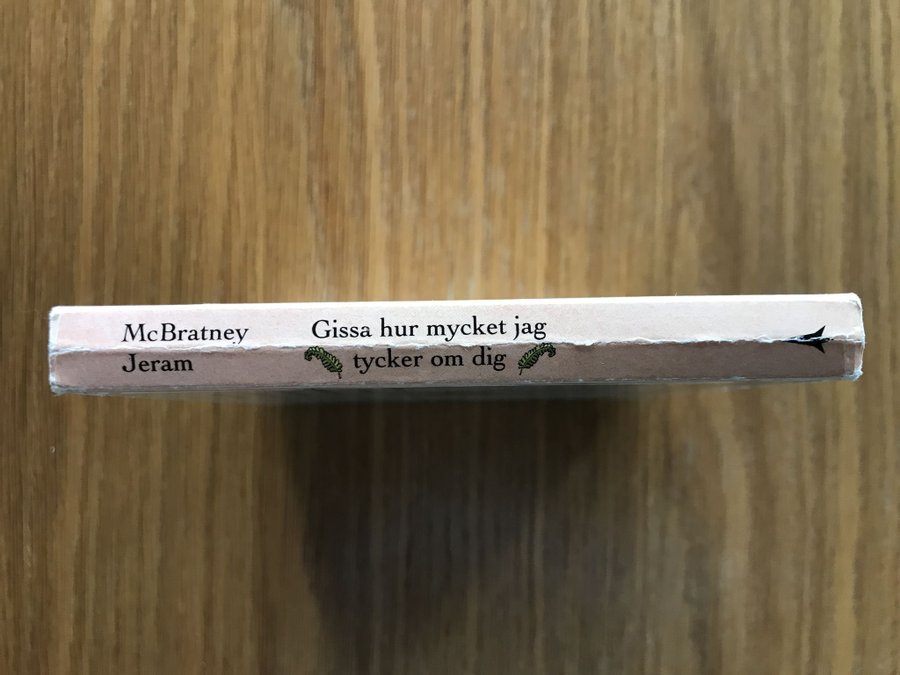 McBratney
Jeram
Gissa hur mycket jag
tycker om dig